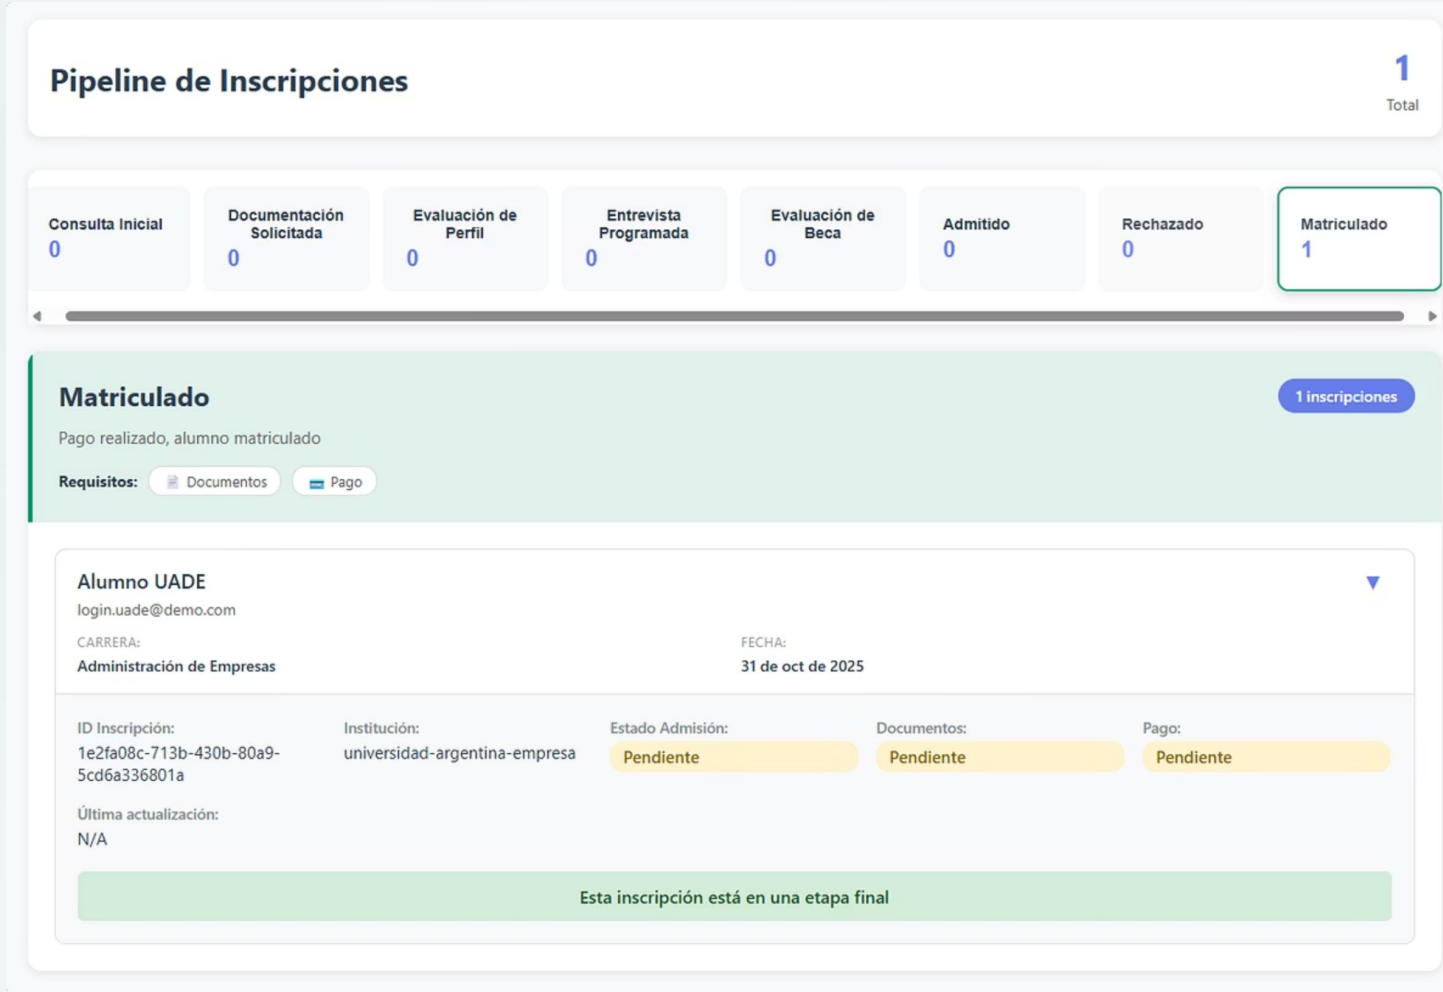 Pipeline de Inscripciones
1
Total
Consulta Inicial
0
Documentación
Solicitada
0
Evaluación de
Perfil
0
Entrevista
Programada
0
Evaluación de
Beca
0
Admitido
0
Rechazado
0
Matriculado
1
Matriculado
1 inscripciones
Pago realizado, alumno matriculado
Requisitos:
Documentos
Pago
Alumno UADE
login.uade@demo.com
CARRERA:
Administración de Empresas
FECHA:
31 de oct de 2025
ID Inscripción:
1e2fa08c-713b-430b-80a9-
5cd6a336801a
Institución:
universidad-argentina-empresa
Estado Admisión:
Pendiente
Documentos:
Pendiente
Pago:
Pendiente
Última actualización:
N/A
Esta inscripción está en una etapa final